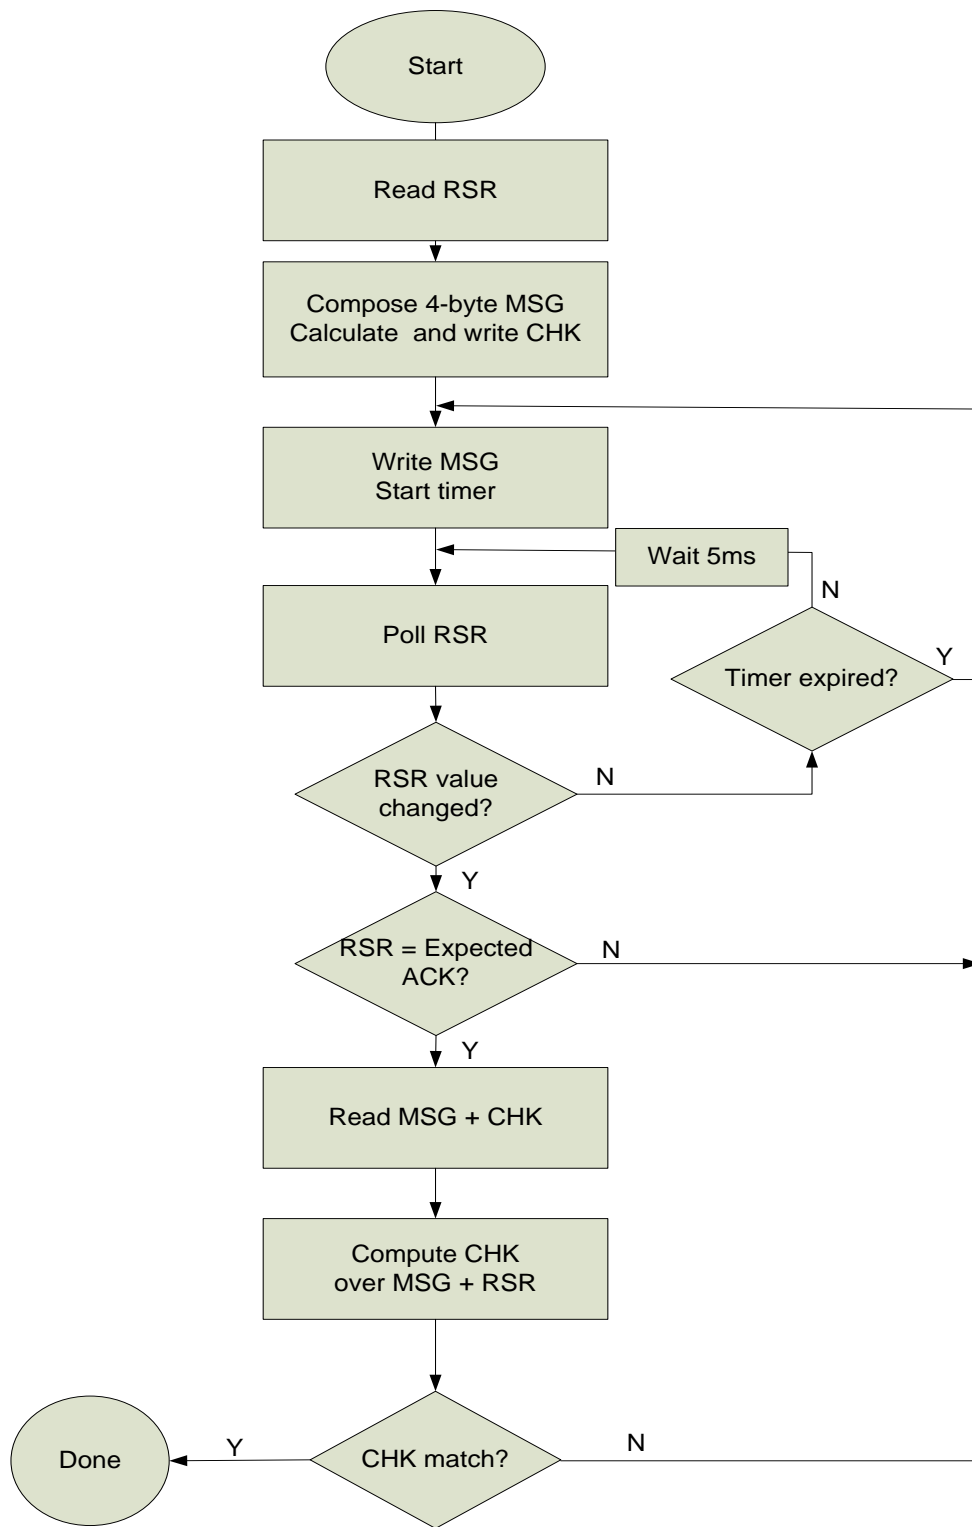 Start
Read RSR
Compose 4-byte MSG
Calculate  and write CHK
Write MSG
Start timer
Wait 5ms
N
Poll RSR
Timer expired?
Y
RSR value
changed?
N
Y
RSR = Expected
ACK?
N
Y
Read MSG + CHK
Compute CHK
over MSG + RSR
Done
Y
CHK match?
N